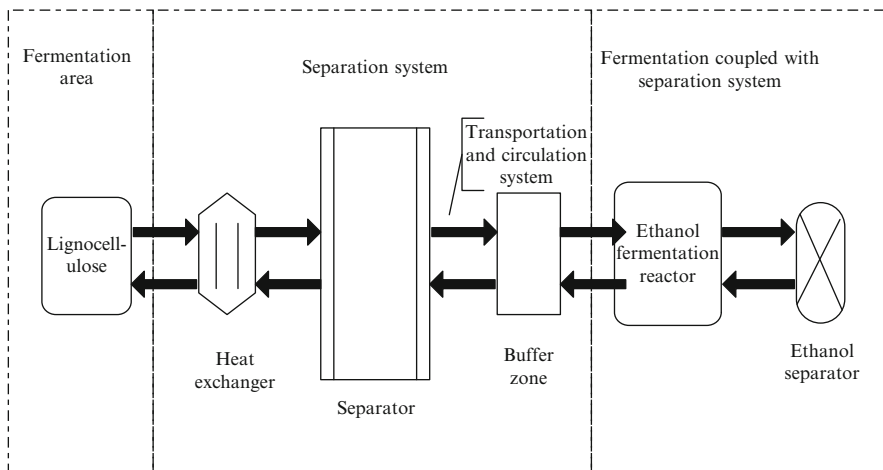 Fermentation
area
Separation system
Fermentation coupled with
separation system
Transportation
and circulation
system
Lignocell-
ulose
Ethanol
fermentation
reactor
Heat
exchanger
Separator
Buffer
zone
Ethanol
separator